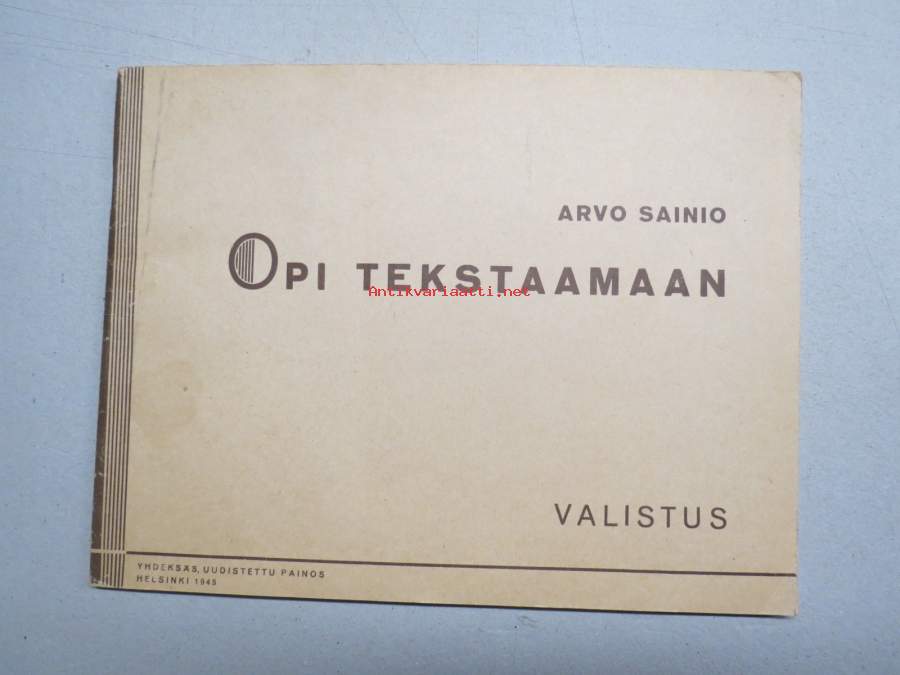 ARVO SAINIO
OPI TEKSTAAMAAN
Antikvariaatti.net
VALISTUS
YHDEKSÄS, UUDISTETTU PAINOS
HELSINKI 1945